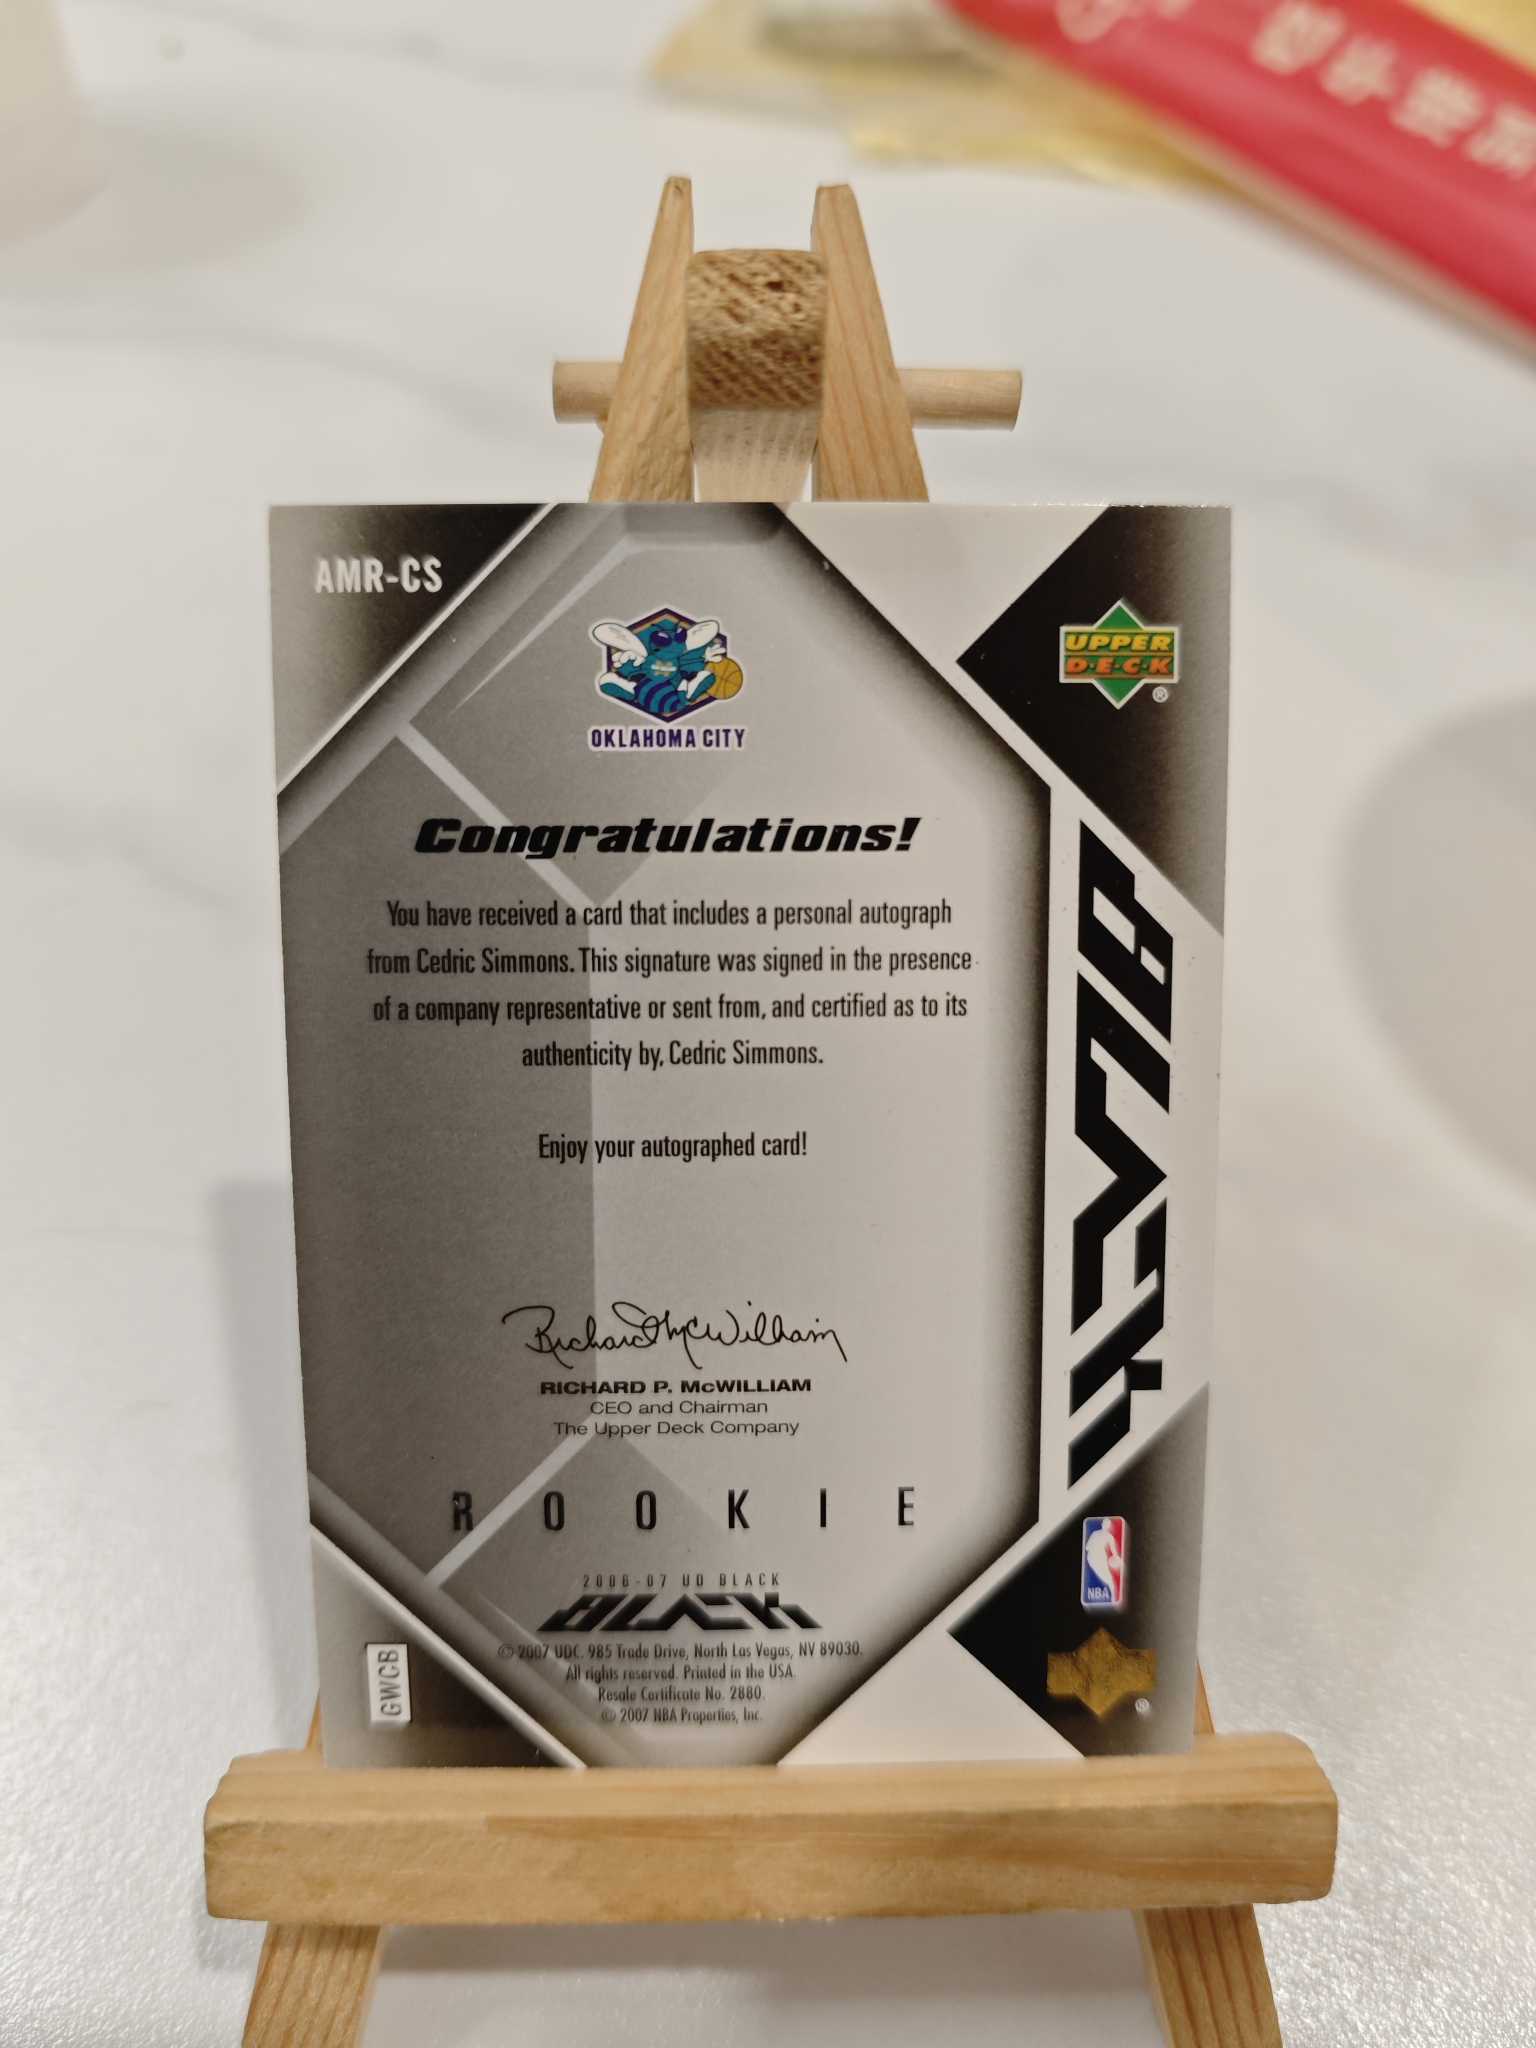 AMR-CS
UPPER
D·E·C·K
®
OKLAHOMA CITY
Congratulations!
You have received a card that includes a personal autograph
from Cedric Simmons. This signature was signed in the presence
of a company representative or sent from, and certified as to its
authenticity by, Cedric Simmons.
Enjoy your autographed card!
BLACK
Richard P McWilliam
RICHARD P. McWILLIAM
CEO and Chairman
The Upper Deck Company
ROOKIE
2006-07 UD BLACK
BLACK
NBA
© 2007 UDC. 985 Trade Drive, North Las Vegas, NV 89030.
All rights reserved. Printed in the USA.
Resale Certificate No. 2880.
© 2007 NBA Properties, Inc.
GWCB
®